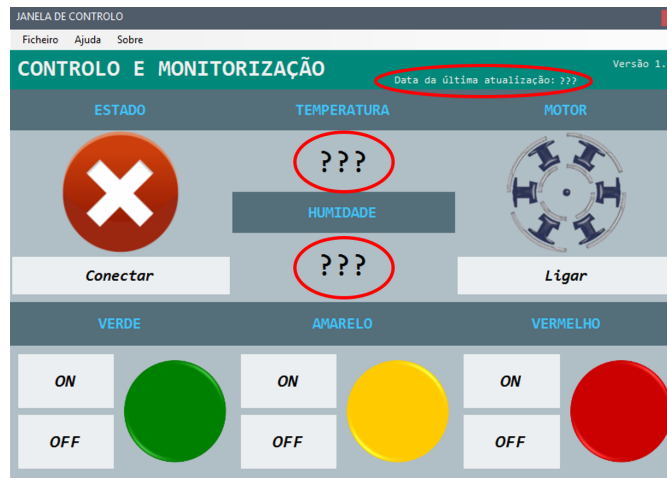 JANELA DE CONTROLO
Ficheiro Ajuda Sobre
CONTROLO E MONITORIZAÇÃO
Data da última atualização: ???
Versão 1.
ESTADO TEMPERATURA MOTOR
???
HUMIDADE
???
Conectar Ligar
VERDE AMARELO VERMELHO
ON ON ON
OFF OFF OFF